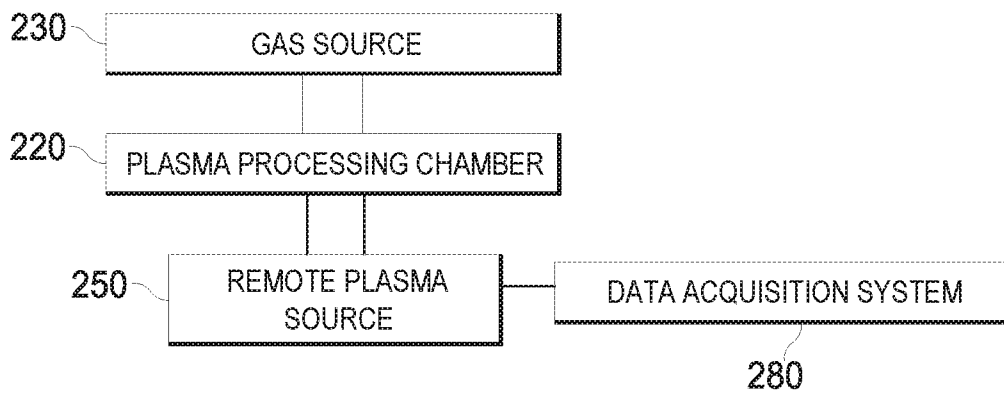 230
GAS SOURCE
220
PLASMA PROCESSING CHAMBER
250
REMOTE PLASMA
SOURCE
DATA ACQUISITION SYSTEM
280